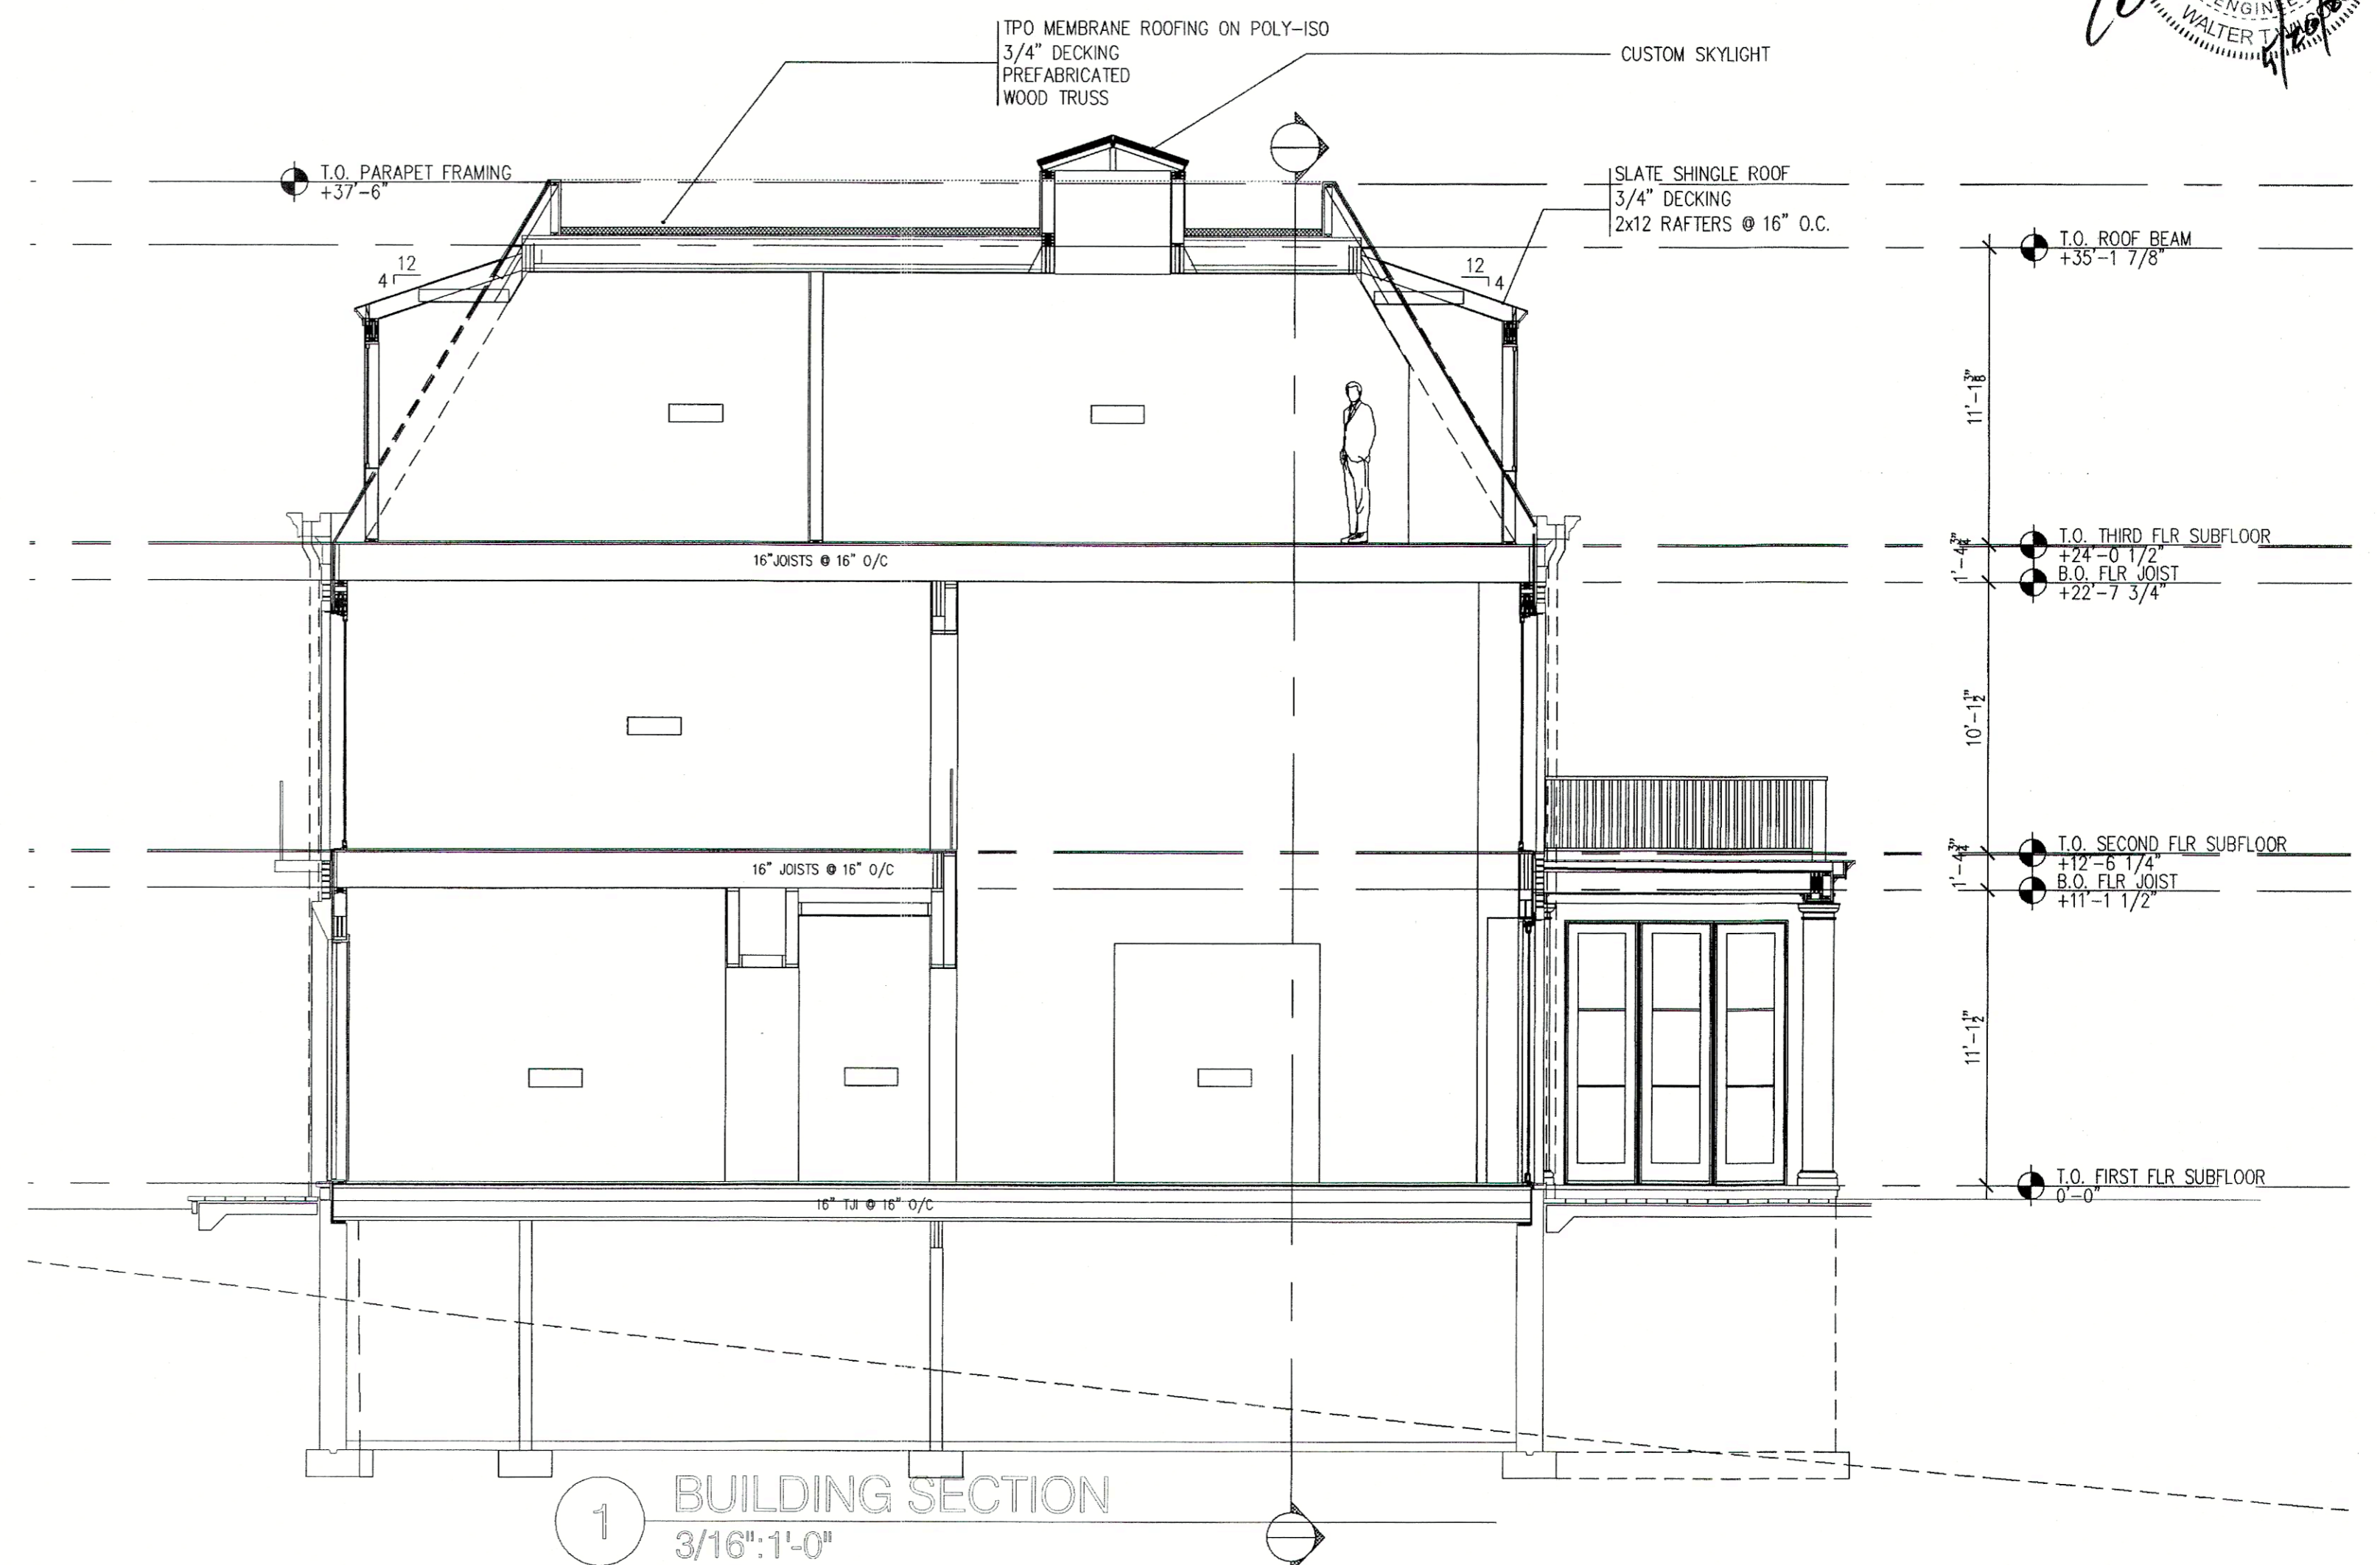 TPO MEMBRANE ROOFING ON POLY-ISO
3/4" DECKING
PREFABRICATED
WOOD TRUSS
CUSTOM SKYLIGHT
WALTER T.
T.O. PARAPET FRAMING
+37'-6"
SLATE SHINGLE ROOF
3/4" DECKING
2x12 RAFTERS @ 16" O.C.
T.O. ROOF BEAM
+35'-1 7/8"
12
4
12
4
11'-1 3/8"
16"JOISTS @ 16" O/C
1'-4 3/4"
T.O. THIRD FLR SUBFLOOR
+24'-0 1/2"
B.O. FLR JOIST
+22'-7 3/4"
10'-1 1/2"
16" JOISTS @ 16" O/C
1'-4 3/4"
T.O. SECOND FLR SUBFLOOR
+12'-6 1/4"
B.O. FLR JOIST
+11'-1 1/2"
11'-1 1/2"
16" TJI @ 16" O/C
T.O. FIRST FLR SUBFLOOR
0'-0"
1
BUILDING SECTION
3/16":1'-0"